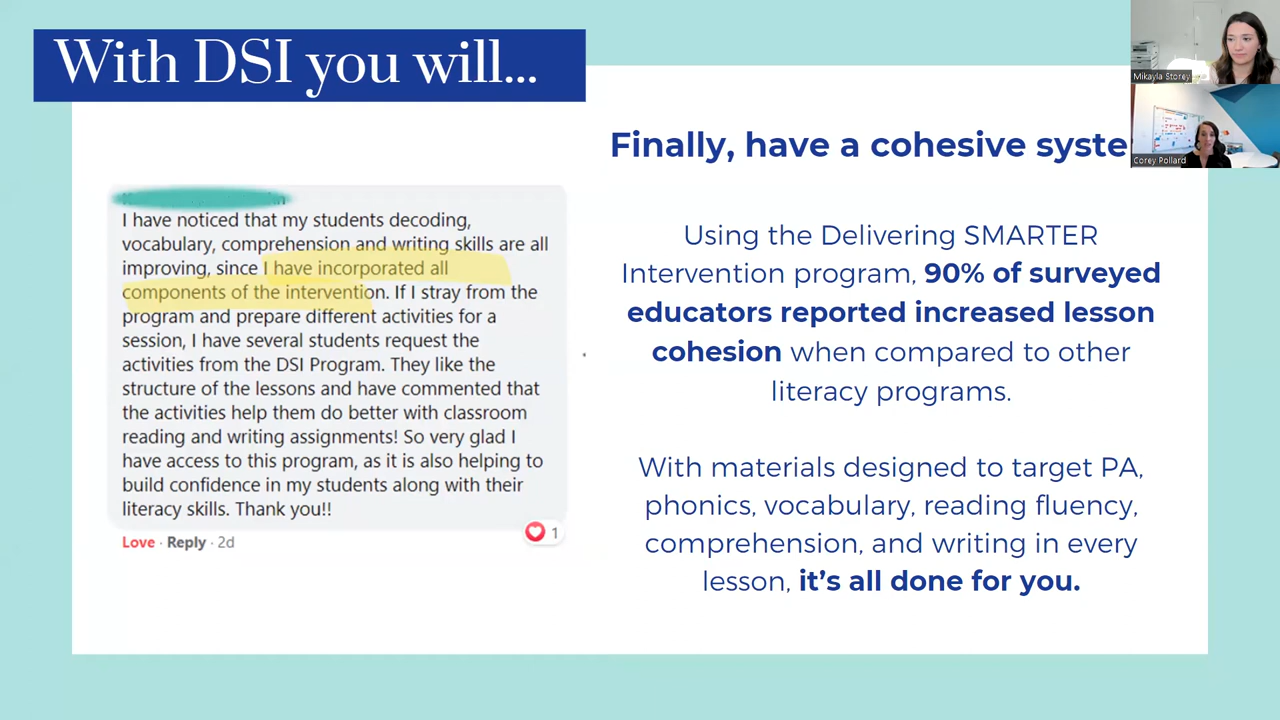 With DSI you will...
Mikayla Storey
Corey Pollard
Finally, have a cohesive syste
I have noticed that my students decoding,
vocabulary, comprehension and writing skills are all
improving, since I have incorporated all
components of the intervention. If I stray from the
program and prepare different activities for a
session, I have several students request the
activities from the DSI Program. They like the
structure of the lessons and have commented that
the activities help them do better with classroom
reading and writing assignments! So very glad I
have access to this program, as it is also helping to
build confidence in my students along with their
literacy skills. Thank you!!
Love · Reply · 2d
1
Using the Delivering SMARTER
Intervention program, 90% of surveyed
educators reported increased lesson
cohesion when compared to other
literacy programs.
With materials designed to target PA,
phonics, vocabulary, reading fluency,
comprehension, and writing in every
lesson, it's all done for you.